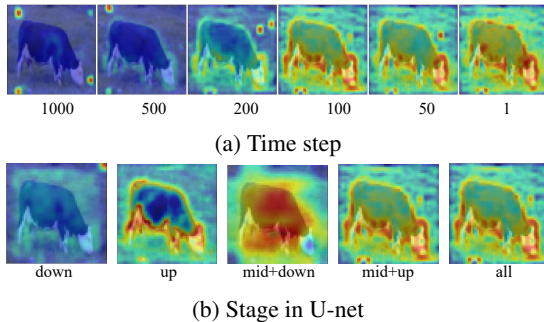 1000 500 200 100 50 1
(a) Time step
down up mid+down mid+up all
(b) Stage in U-net